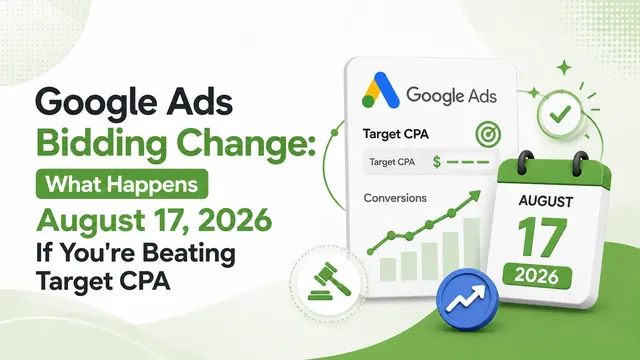 Google Ads
Bidding Change:
What Happens
August 17, 2026
If You're Beating
Target CPA
Google Ads
Target CPA
Target CPA
$ – – – –
Conversions
AUGUST
17
2026